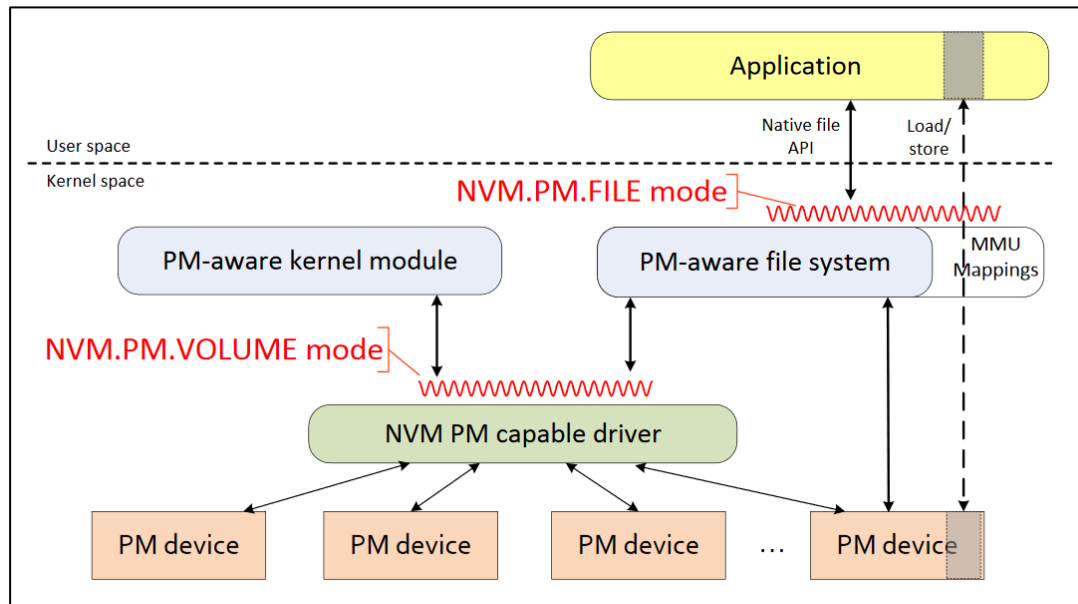 Application
User space
Kernel space
Native file
API
Load/
store
NVM.PM.FILE mode
PM-aware kernel module
PM-aware file system
MMU
Mappings
NVM.PM.VOLUME mode
NVM PM capable driver
PM device
PM device
PM device
...
PM device